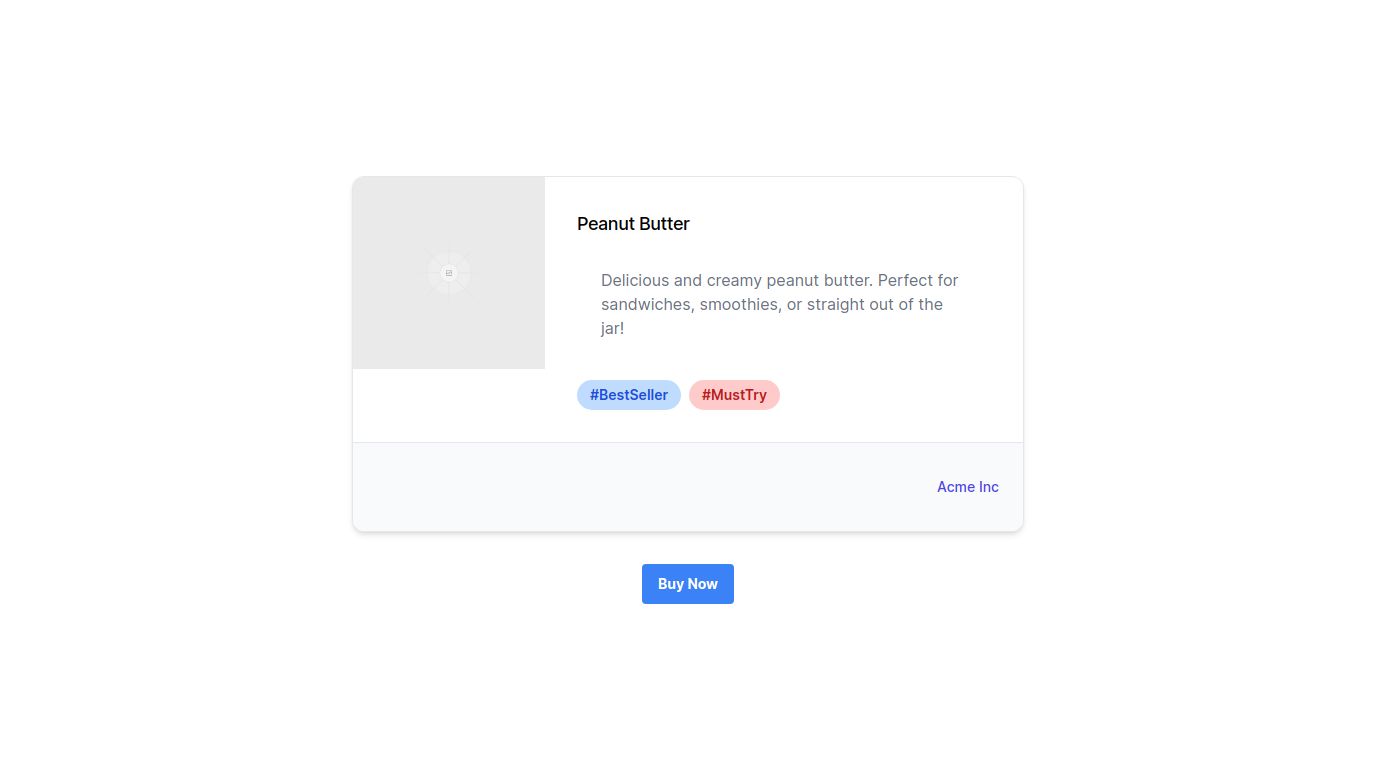 Peanut Butter
Delicious and creamy peanut butter. Perfect for
sandwiches, smoothies, or straight out of the
jar!
#BestSeller #MustTry
Acme Inc
Buy Now